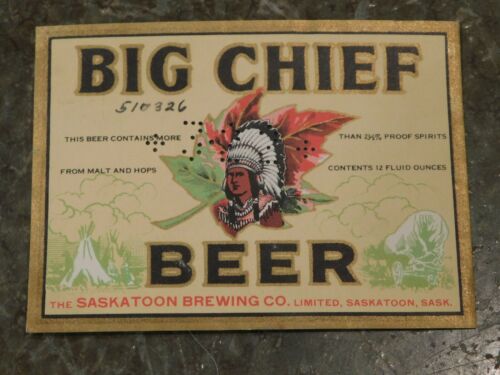 BIG CHIEF
510326
THIS BEER CONTAINS MORE THAN 2½% PROOF SPIRITS
FROM MALT AND HOPS CONTENTS 12 FLUID OUNCES
BEER
THE SASKATOON BREWING CO. LIMITED, SASKATOON, SASK.